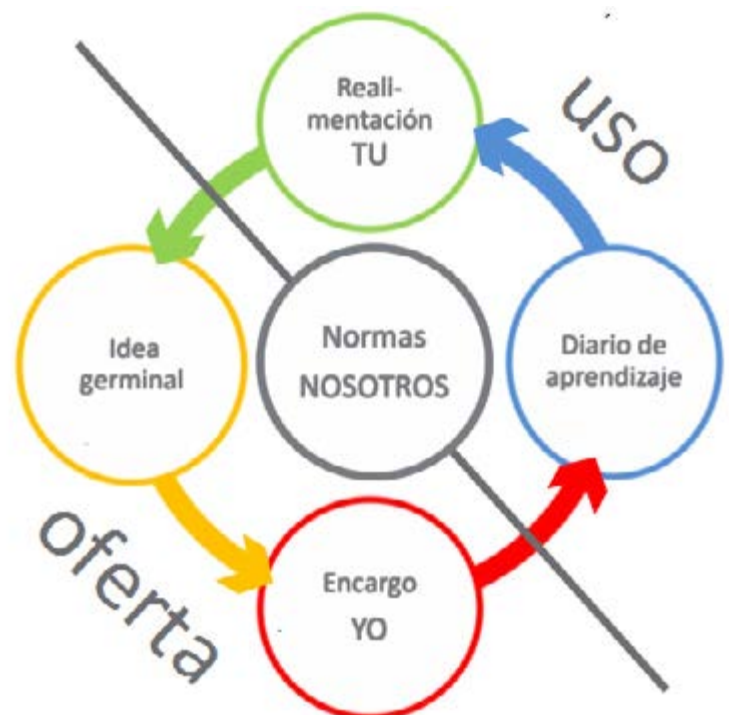 Reali-
mentación
TU
uso
Idea
germinal
Normas
NOSOTROS
Diario de
aprendizaje
oferta
Encargo
YO